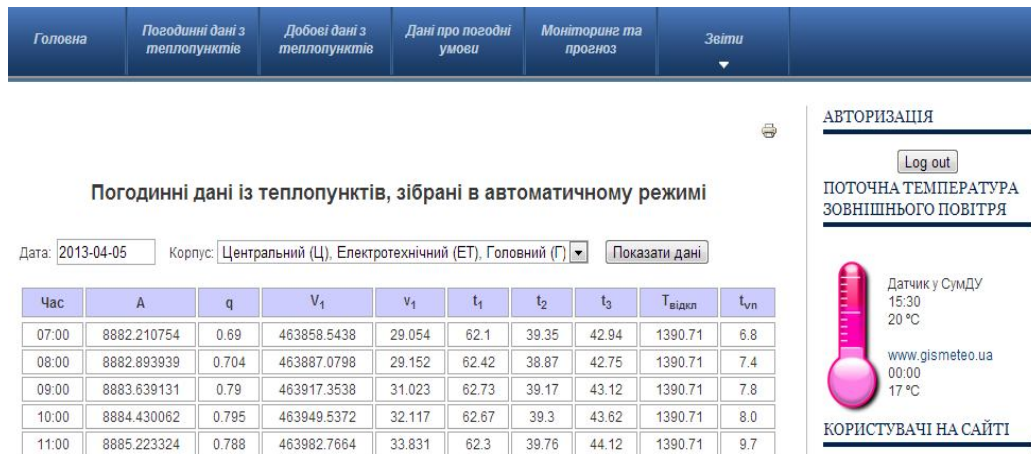 Головна
Погодинні дані з теплопунктів
Добові дані з теплопунктів
Дані про погодні умови
Моніторинг та прогноз
Звіти
Погодинні дані із теплопунктів, зібрані в автоматичному режимі
Дата: 2013-04-05 Корпус: Центральний (Ц), Електротехнічний (ЕТ), Головний (Г) Показати дані
Час A q V₁ v₁ t₁ t₂ t₃ Tвідкл tvn
07:00 8882.210754 0.69 463858.5438 29.054 62.1 39.35 42.94 1390.71 6.8
08:00 8882.893939 0.704 463887.0798 29.152 62.42 38.87 42.75 1390.71 7.4
09:00 8883.639131 0.79 463917.3538 31.023 62.73 39.17 43.12 1390.71 7.8
10:00 8884.430062 0.795 463949.5372 32.117 62.67 39.3 43.62 1390.71 8.0
11:00 8885.223324 0.788 463982.7664 33.831 62.3 39.76 44.12 1390.71 9.7
АВТОРИЗАЦІЯ
Log out
ПОТОЧНА ТЕМПЕРАТУРА
ЗОВНІШНЬОГО ПОВІТРЯ
Датчик у СумДУ
15:30
20 °C
www.gismeteo.ua
00:00
17 °C
КОРИСТУВАЧІ НА САЙТІ